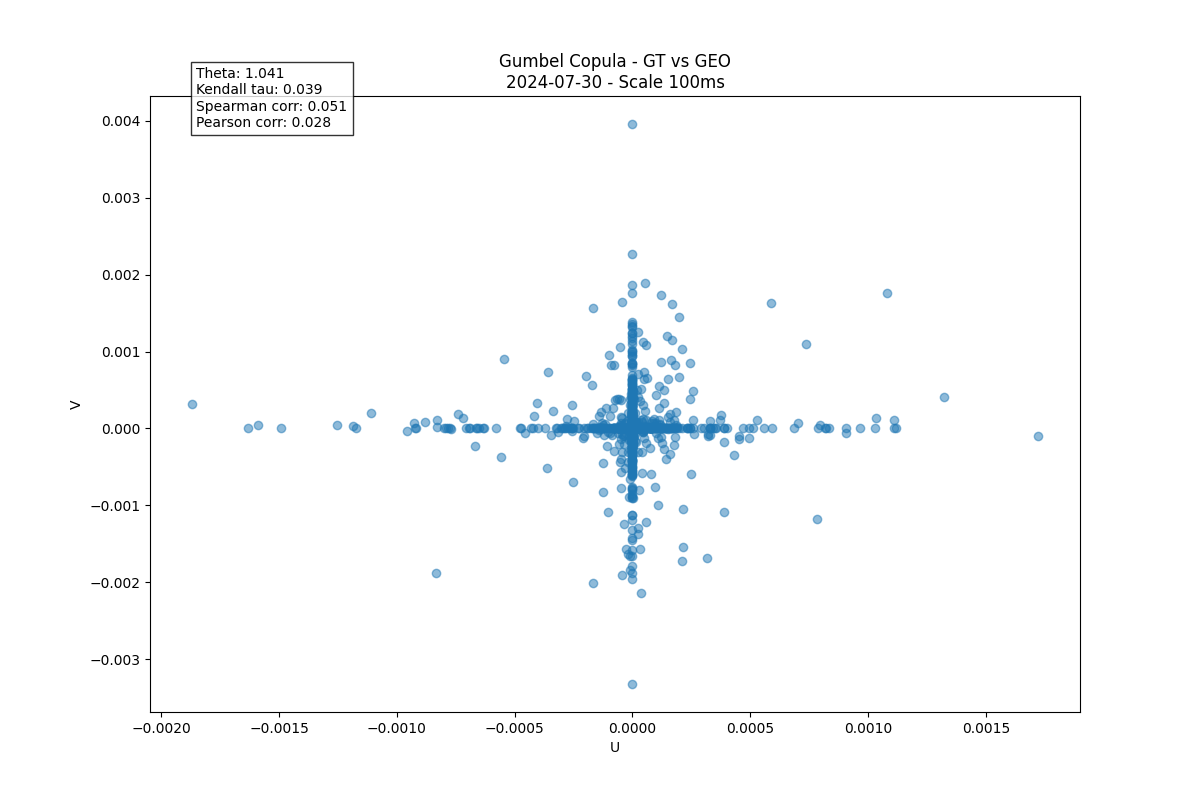 Gumbel Copula - GT vs GEO
2024-07-30 - Scale 100ms
Theta: 1.041
Kendall tau: 0.039
Spearman corr: 0.051
Pearson corr: 0.028
0.004
0.003
0.002
0.001
0.000
−0.001
−0.002
−0.003
V
−0.0020
−0.0015
−0.0010
−0.0005
0.0000
0.0005
0.0010
0.0015
U